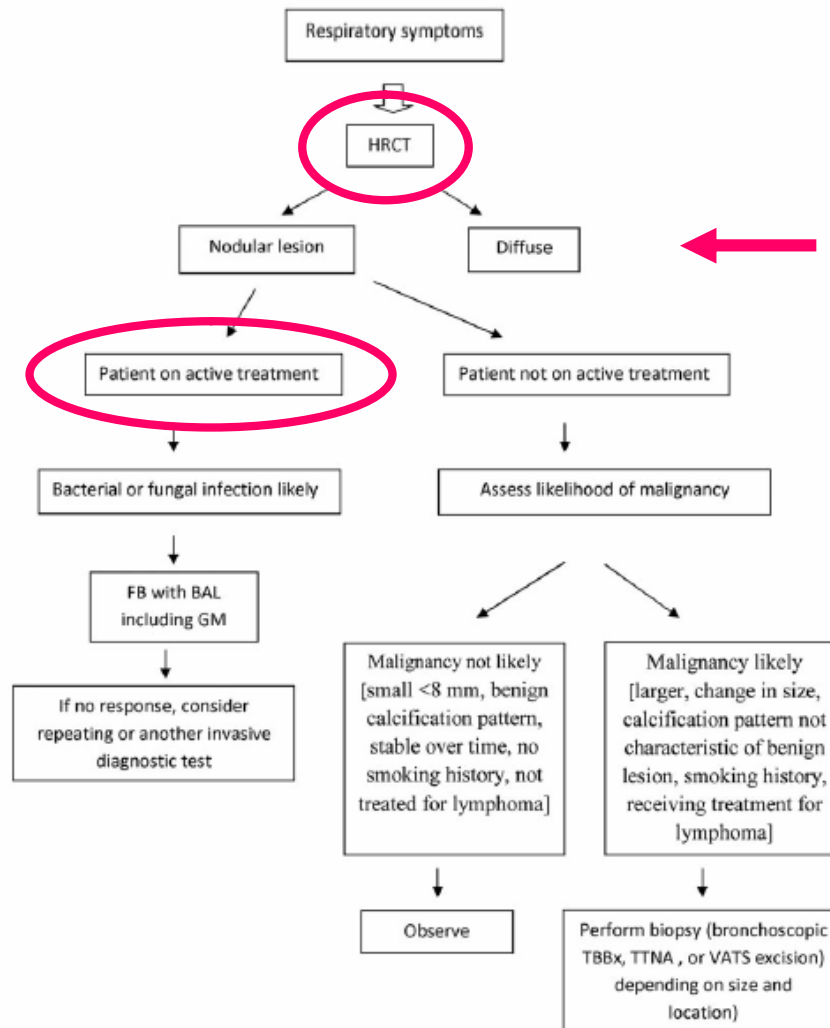 Respiratory symptoms
HRCT
Nodular lesion
Diffuse
Patient on active treatment
Patient not on active treatment
Bacterial or fungal infection likely
Assess likelihood of malignancy
FB with BAL
including GM
If no response, consider
repeating or another invasive
diagnostic test
Malignancy not likely
[small <8 mm, benign
calcification pattern,
stable over time, no
smoking history, not
treated for lymphoma]
Malignancy likely
[larger, change in size,
calcification pattern not
characteristic of benign
lesion, smoking history,
receiving treatment for
lymphoma]
Observe
Perform biopsy (bronchoscopic
TBBx, TTNA , or VATS excision)
depending on size and
location)